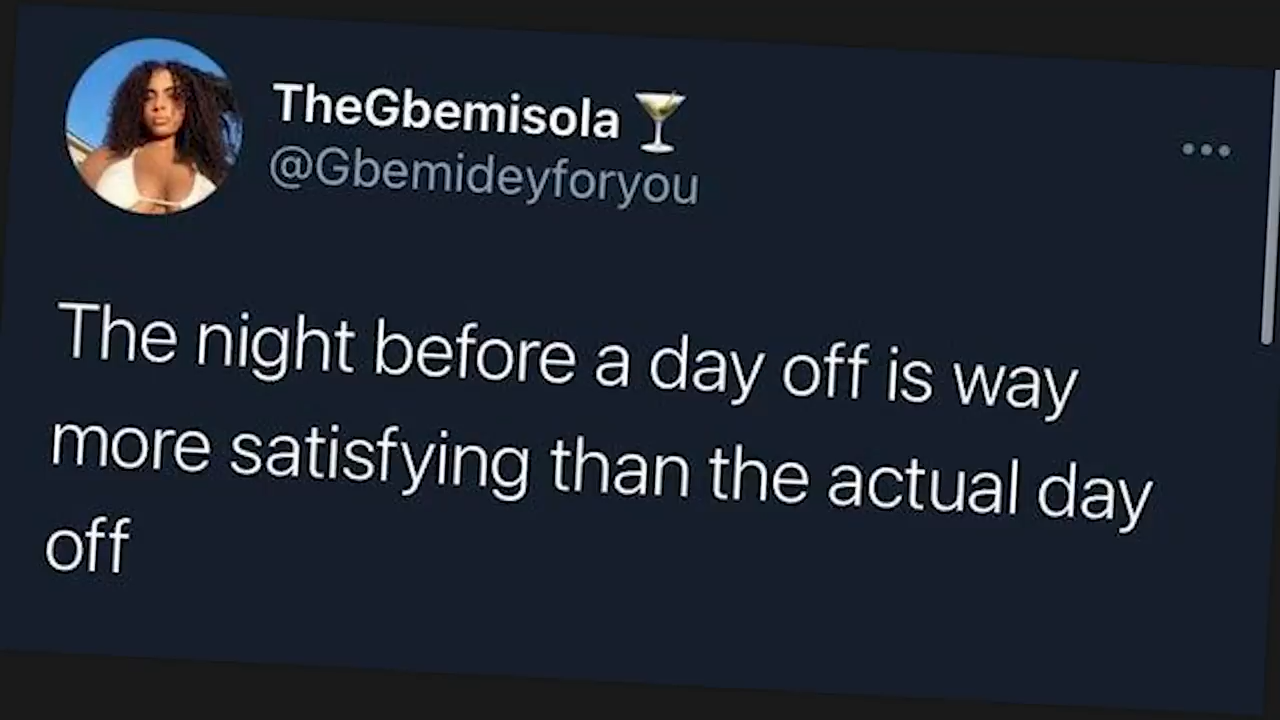 TheGbemisola🍸
@Gbemideyforyou
The night before a day off is way
more satisfying than the actual day
off